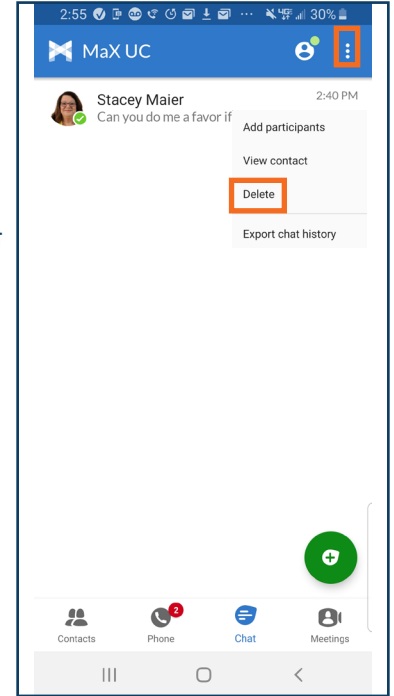 2:55 30%
MaX UC
Stacey Maier 2:40 PM
Can you do me a favor if
Add participants
View contact
Delete
Export chat history
2
Contacts Phone Chat Meetings